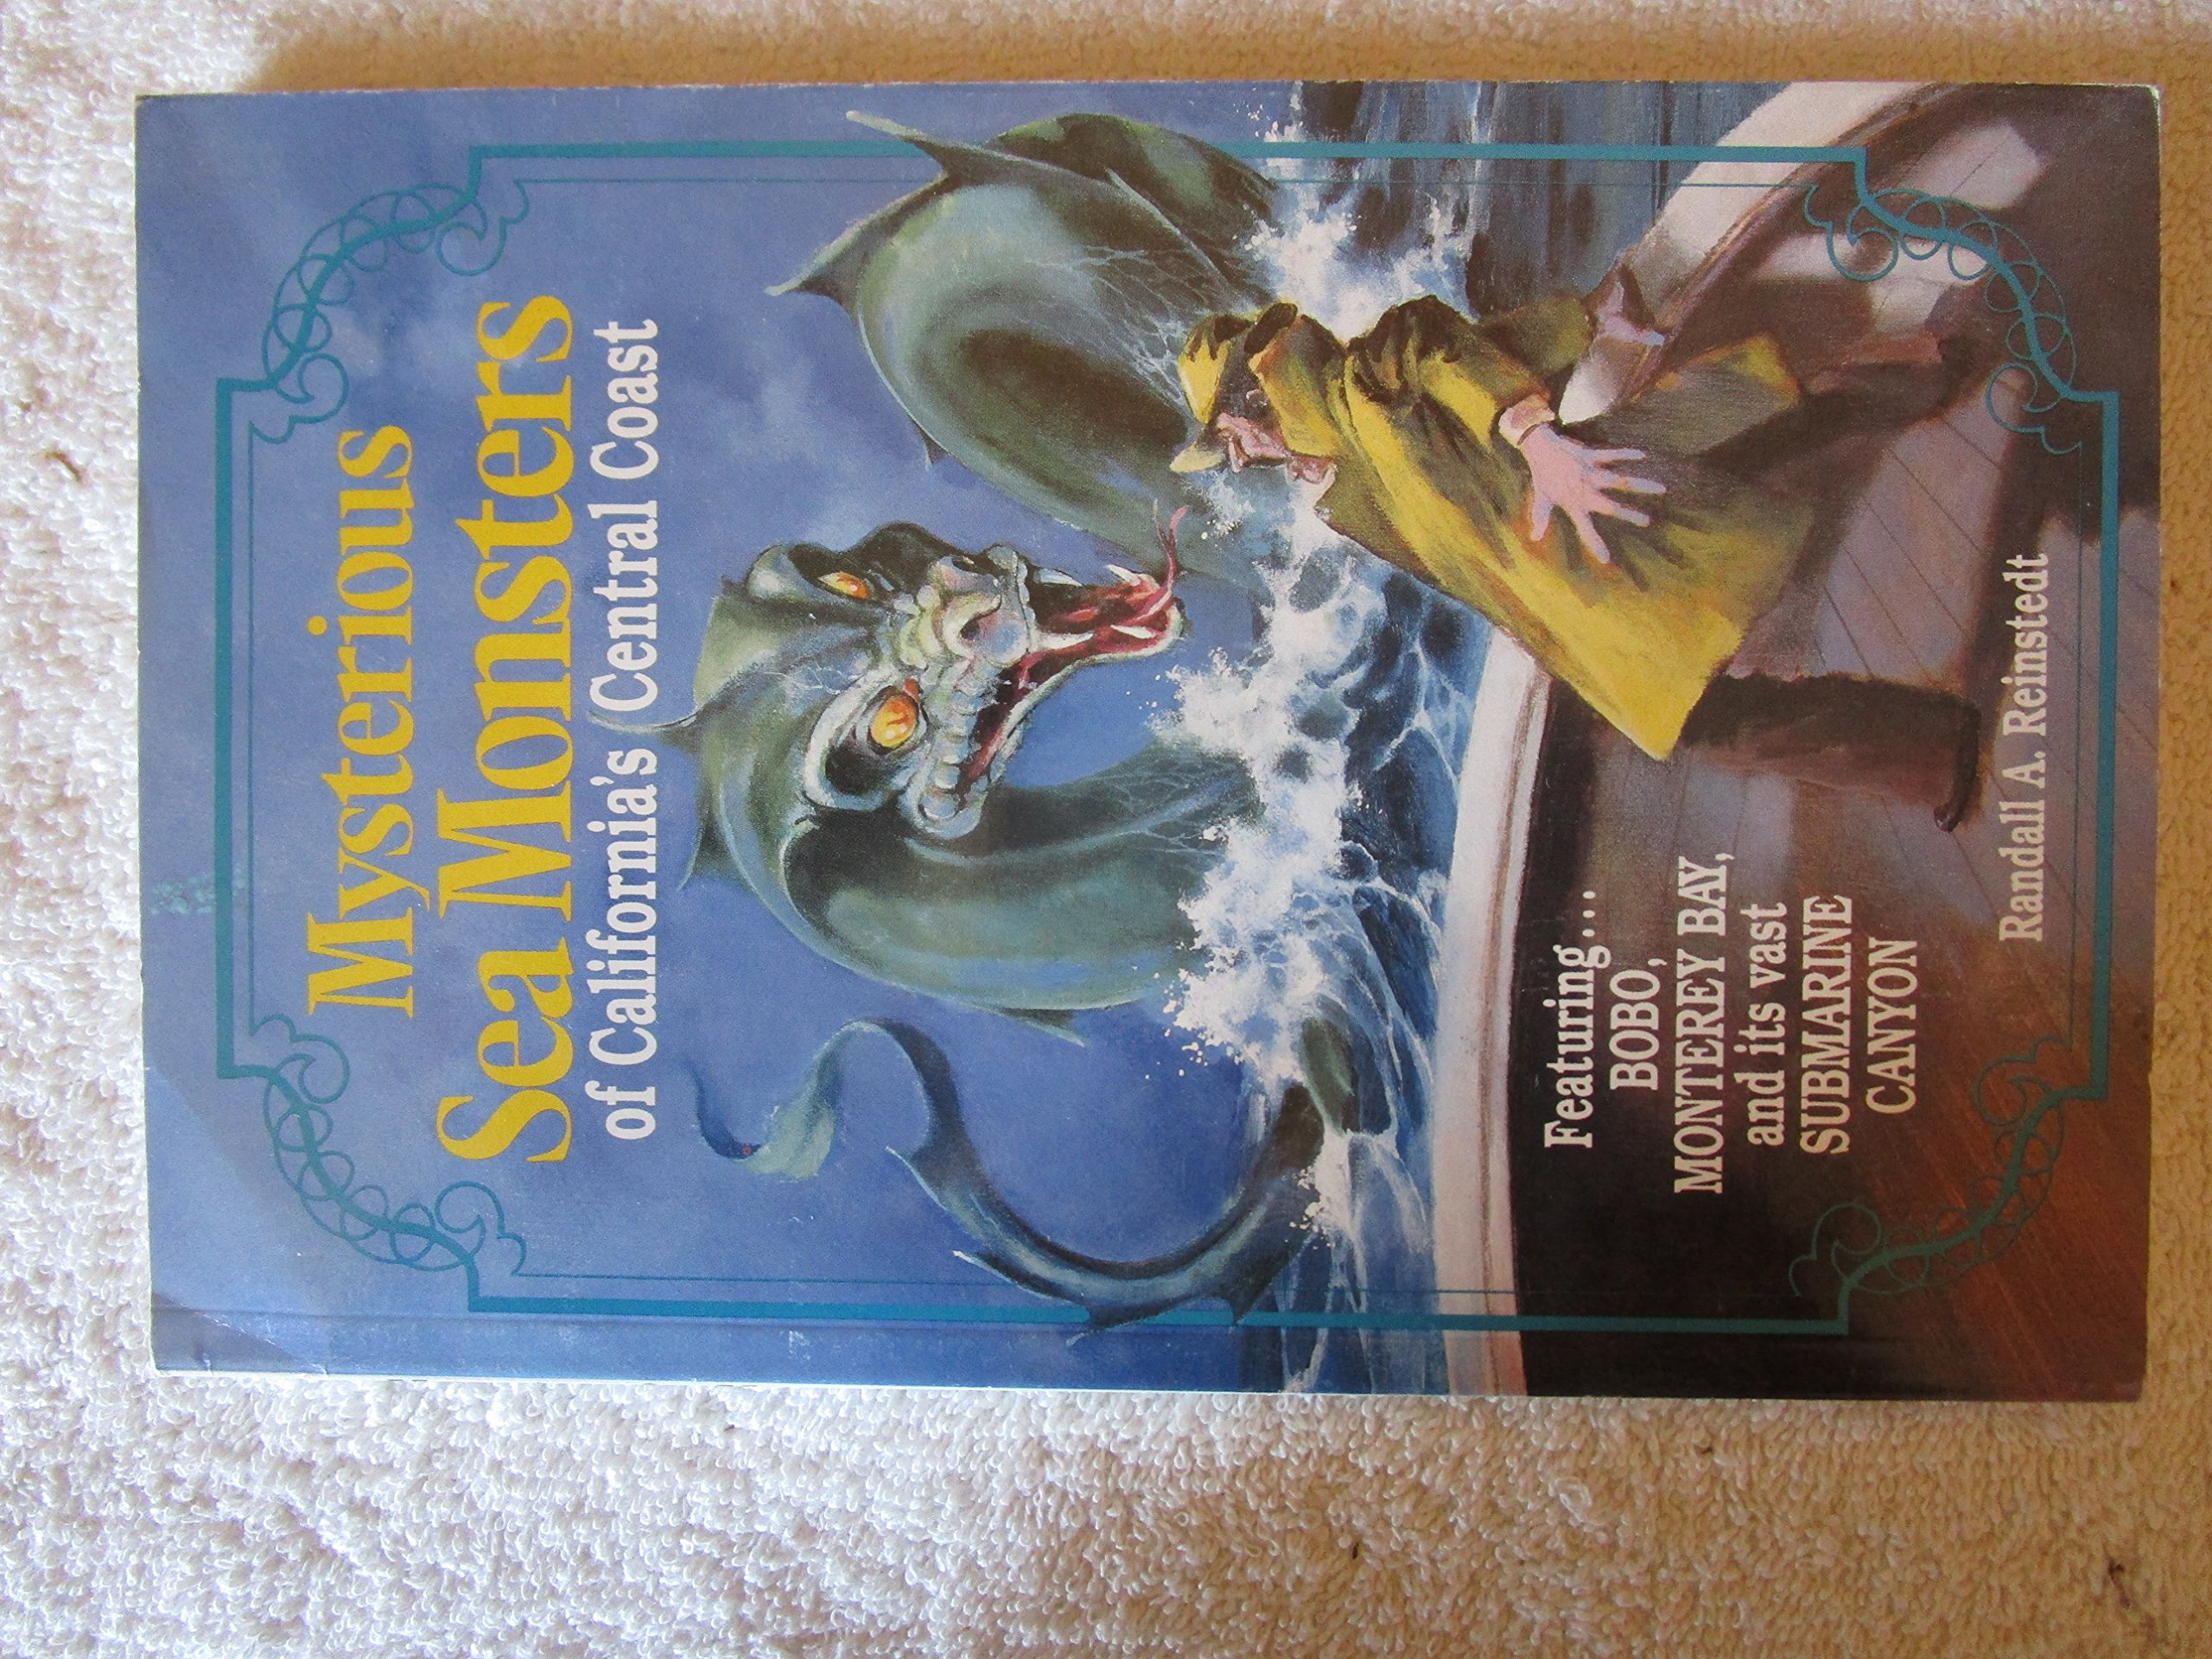 Mysterious
Sea Monsters
of California's Central Coast
Featuring...
BOBO,
MONTEREY BAY,
and its vast
SUBMARINE
CANYON
Randall A. Reinstedt